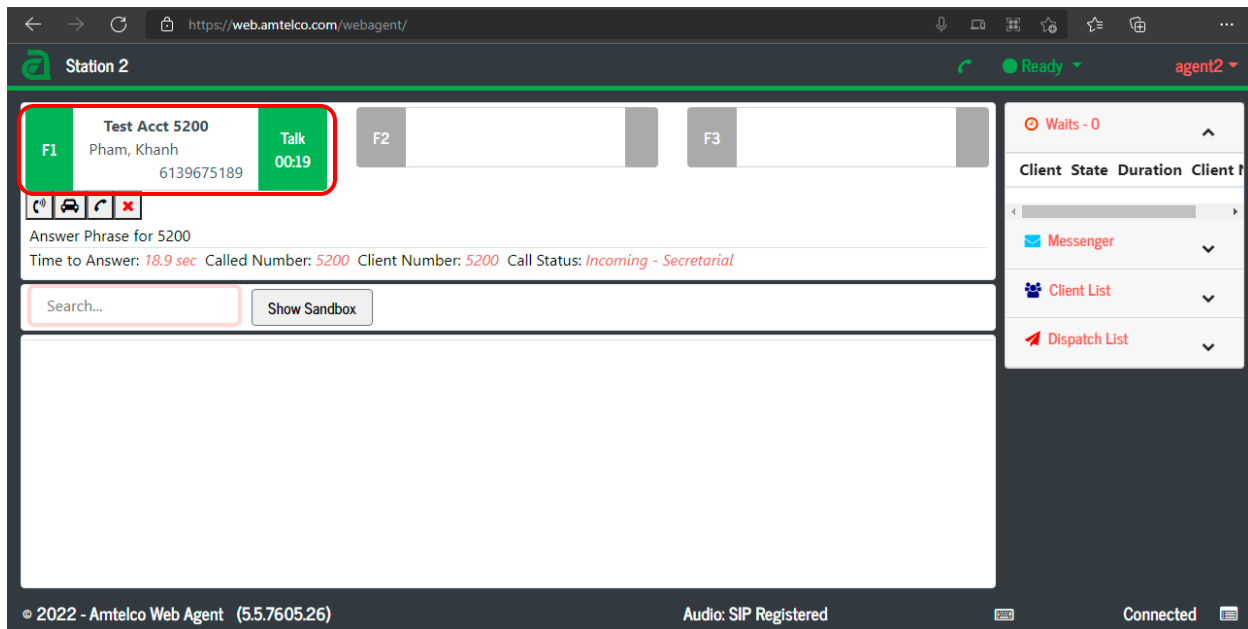 https://web.amtelco.com/webagent/
Station 2
Ready
agent2
F1
Test Acct 5200
Pham, Khanh
6139675189
Talk
00:19
F2
F3
Answer Phrase for 5200
Time to Answer: 18.9 sec Called Number: 5200 Client Number: 5200 Call Status: Incoming - Secretarial
Search...
Show Sandbox
Waits - 0
Client State Duration Client
Messenger
Client List
Dispatch List
© 2022 - Amtelco Web Agent (5.5.7605.26)
Audio: SIP Registered
Connected